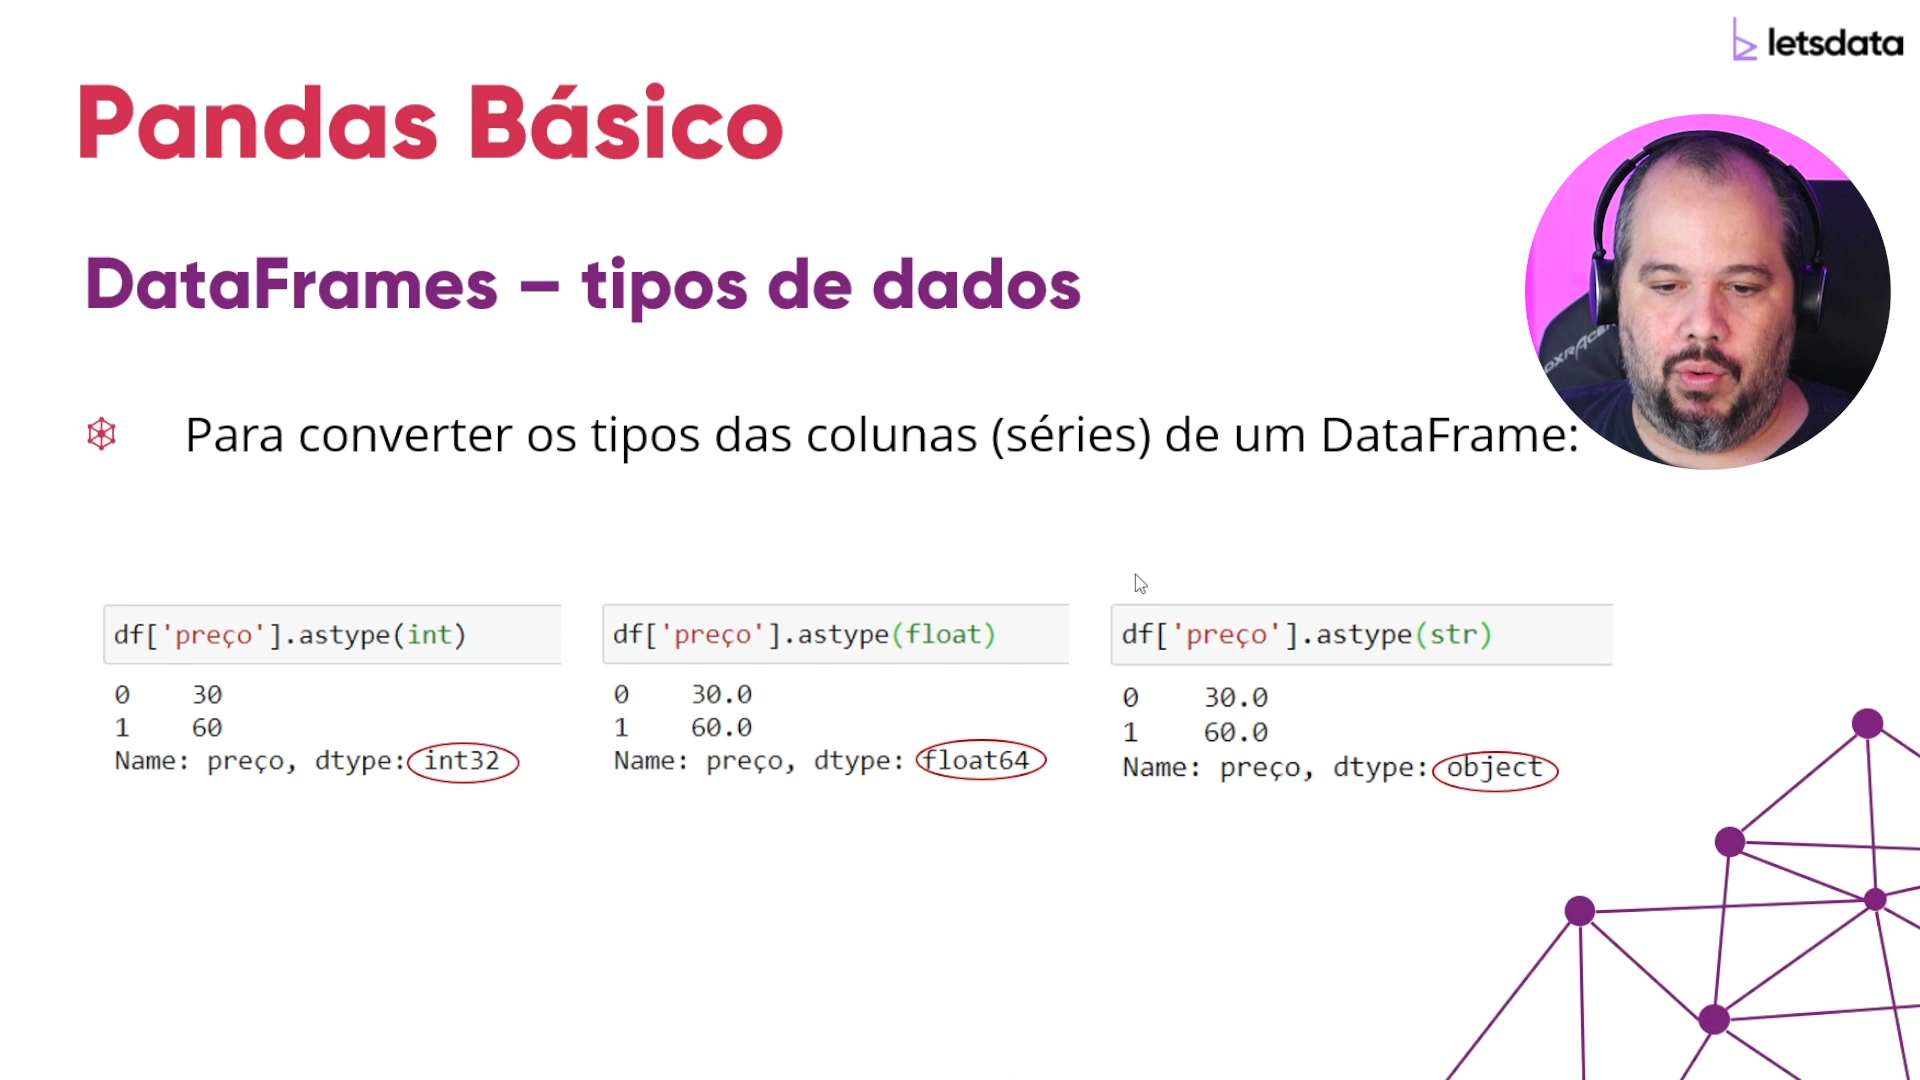 letsdata
Pandas Básico
DataFrames – tipos de dados
Para converter os tipos das colunas (séries) de um DataFrame:
df['preço'].astype(int)
0 30
1 60
Name: preço, dtype: int32
df['preço'].astype(float)
0 30.0
1 60.0
Name: preço, dtype: float64
df['preço'].astype(str)
0 30.0
1 60.0
Name: preço, dtype: object
DXRACER